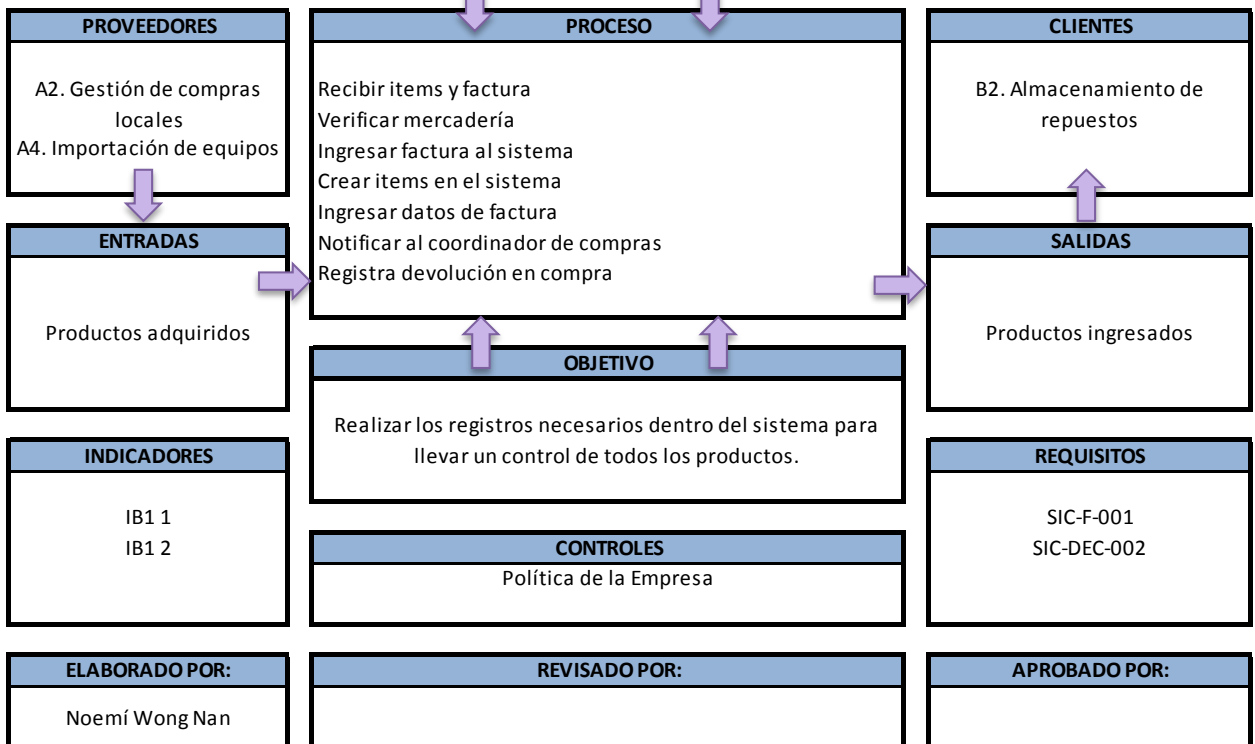 PROVEEDORES
A2. Gestión de compras
locales
A4. Importación de equipos
PROCESO
Recibir items y factura
Verificar mercadería
Ingresar factura al sistema
Crear items en el sistema
Ingresar datos de factura
Notificar al coordinador de compras
Registra devolución en compra
CLIENTES
B2. Almacenamiento de
repuestos
ENTRADAS
Productos adquiridos
SALIDAS
Productos ingresados
OBJETIVO
Realizar los registros necesarios dentro del sistema para
llevar un control de todos los productos.
INDICADORES
IB1 1
IB1 2
REQUISITOS
SIC-F-001
SIC-DEC-002
CONTROLES
Política de la Empresa
ELABORADO POR:
Noemí Wong Nan
REVISADO POR:
APROBADO POR: